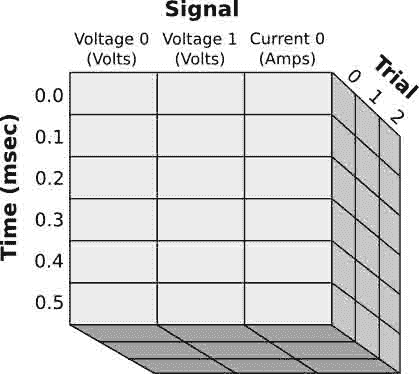 Signal
Voltage 0 Voltage 1 Current 0
(Volts) (Volts) (Amps)
Trial
0 1 2
Time (msec)
0.0
0.1
0.2
0.3
0.4
0.5